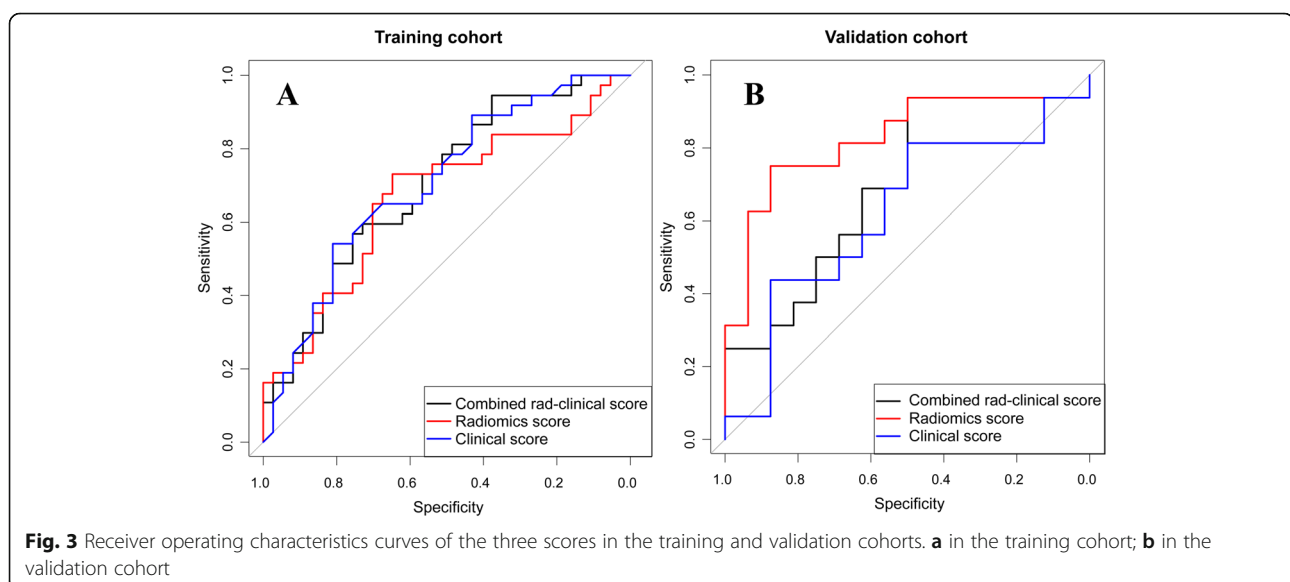 Training cohort
A
Sensitivity
1.0
0.8
0.6
0.4
0.2
0.0
Combined rad-clinical score
Radiomics score
Clinical score
1.0 0.8 0.6 0.4 0.2 0.0
Specificity
Validation cohort
B
Sensitivity
1.0
0.8
0.6
0.4
0.2
0.0
Combined rad-clinical score
Radiomics score
Clinical score
1.0 0.8 0.6 0.4 0.2 0.0
Specificity
Fig. 3 Receiver operating characteristics curves of the three scores in the training and validation cohorts. a in the training cohort; b in the
validation cohort